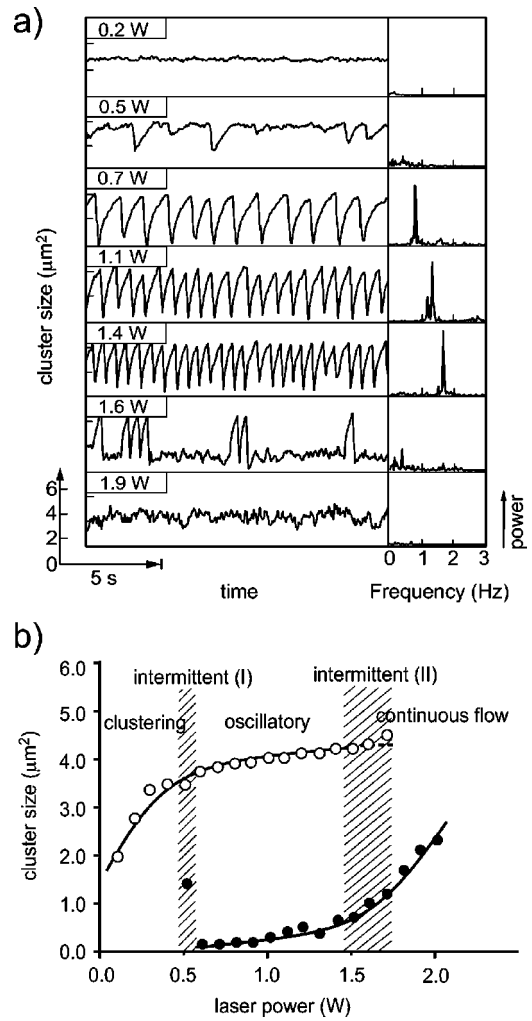 a)
0.2 W
0.5 W
0.7 W
1.1 W
1.4 W
1.6 W
1.9 W
cluster size (μm²)
6
4
2
0
5 s
time
0 1 2 3
Frequency (Hz)
power
b)
6.0
5.0
4.0
3.0
2.0
1.0
0.0
cluster size (μm²)
intermittent (I)
intermittent (II)
clustering
oscillatory
continuous flow
0.0 0.5 1.0 1.5 2.0
laser power (W)